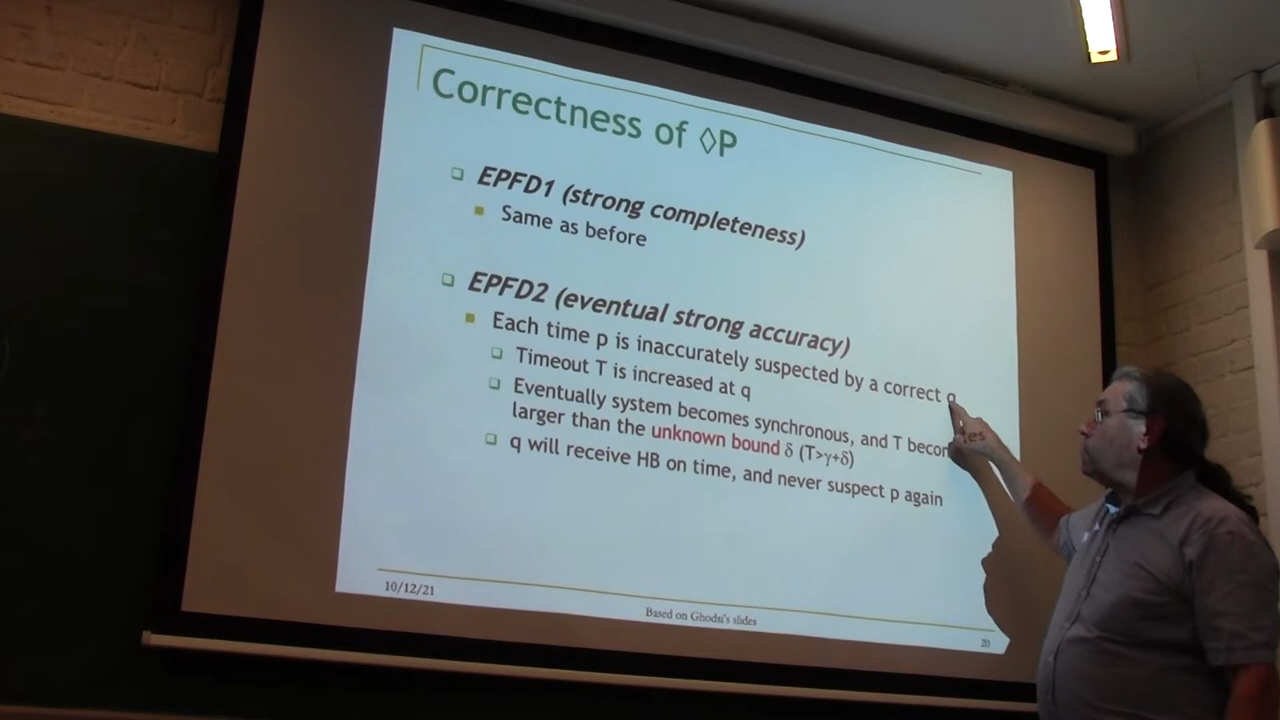 Correctness of ◊P
EPFD1 (strong completeness)
Same as before
EPFD2 (eventual strong accuracy)
Each time p is inaccurately suspected by a correct q
Timeout T is increased at q
Eventually system becomes synchronous, and T becomes
larger than the unknown bound δ (T>γ+δ)
q will receive HB on time, and never suspect p again
10/12/21
Based on Ghodsi's slides
20